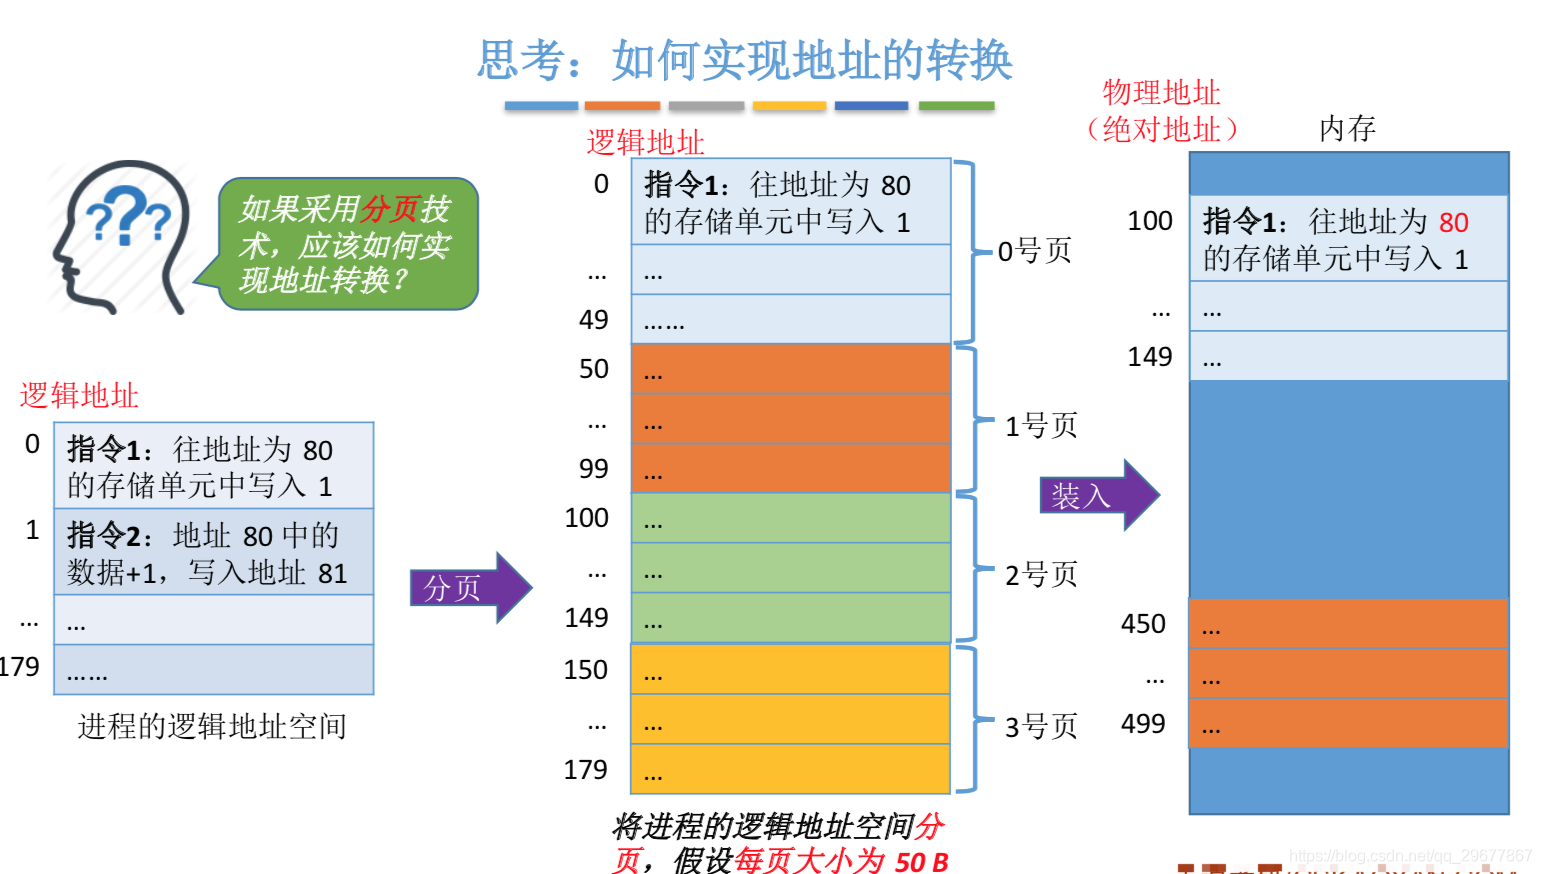 思考：如何实现地址的转换
???
如果采用分页技
术，应该如何实
现地址转换？
逻辑地址
0
指令1：往地址为 80
的存储单元中写入 1
1
指令2：地址 80 中的
数据+1，写入地址 81
...
...
179
......
进程的逻辑地址空间
分页
逻辑地址
0
指令1：往地址为 80
的存储单元中写入 1
...
...
49
......
0号页
50
...
...
...
99
...
1号页
100
...
...
...
149
...
2号页
150
...
...
...
179
...
3号页
将进程的逻辑地址空间分
页，假设每页大小为 50 B
装入
物理地址
（绝对地址）
内存
100
指令1：往地址为 80
的存储单元中写入 1
...
...
149
...
450
...
...
...
499
...
https://blog.csdn.net/qq_29677867